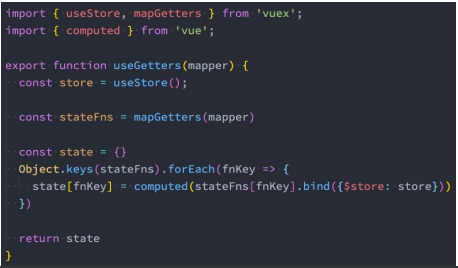 import { useStore, mapGetters } from 'vuex';
import { computed } from 'vue';

export function useGetters(mapper) {
  const store = useStore();

  const stateFns = mapGetters(mapper)

  const state = {}
  Object.keys(stateFns).forEach(fnKey => {
    state[fnKey] = computed(stateFns[fnKey].bind({$store: store}))
  })

  return state
}